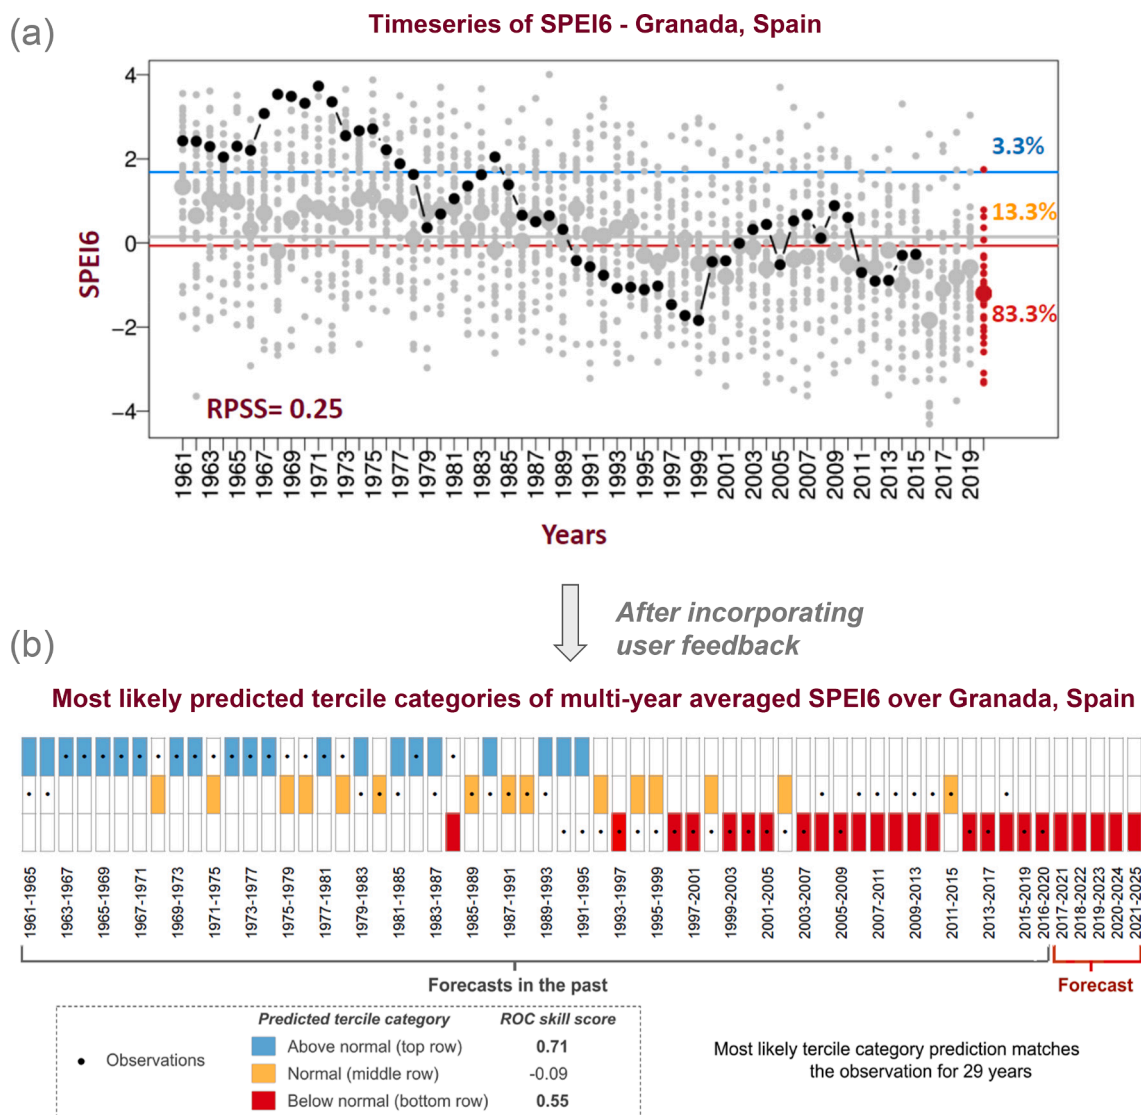 (a)
Timeseries of SPEI6 - Granada, Spain
SPEI6
4
2
0
−2
−4
3.3%
13.3%
83.3%
RPSS= 0.25
1961 1963 1965 1967 1969 1971 1973 1975 1977 1979 1981 1983 1985 1987 1989 1991 1993 1995 1997 1999 2001 2003 2005 2007 2009 2011 2013 2015 2017 2019
Years
After incorporating
user feedback
(b)
Most likely predicted tercile categories of multi-year averaged SPEI6 over Granada, Spain
1961-1965 1963-1967 1965-1969 1967-1971 1969-1973 1971-1975 1973-1977 1975-1979 1977-1981 1979-1983 1981-1985 1983-1987 1985-1989 1987-1991 1989-1993 1991-1995 1993-1997 1995-1999 1997-2001 1999-2003 2001-2005 2003-2007 2005-2009 2007-2011 2009-2013 2011-2015 2013-2017 2015-2019 2016-2020 2017-2021 2018-2022 2019-2023 2020-2024 2021-2025
Forecasts in the past
Forecast
Predicted tercile category ROC skill score
Observations
Above normal (top row) 0.71
Normal (middle row) -0.09
Below normal (bottom row) 0.55
Most likely tercile category prediction matches
the observation for 29 years